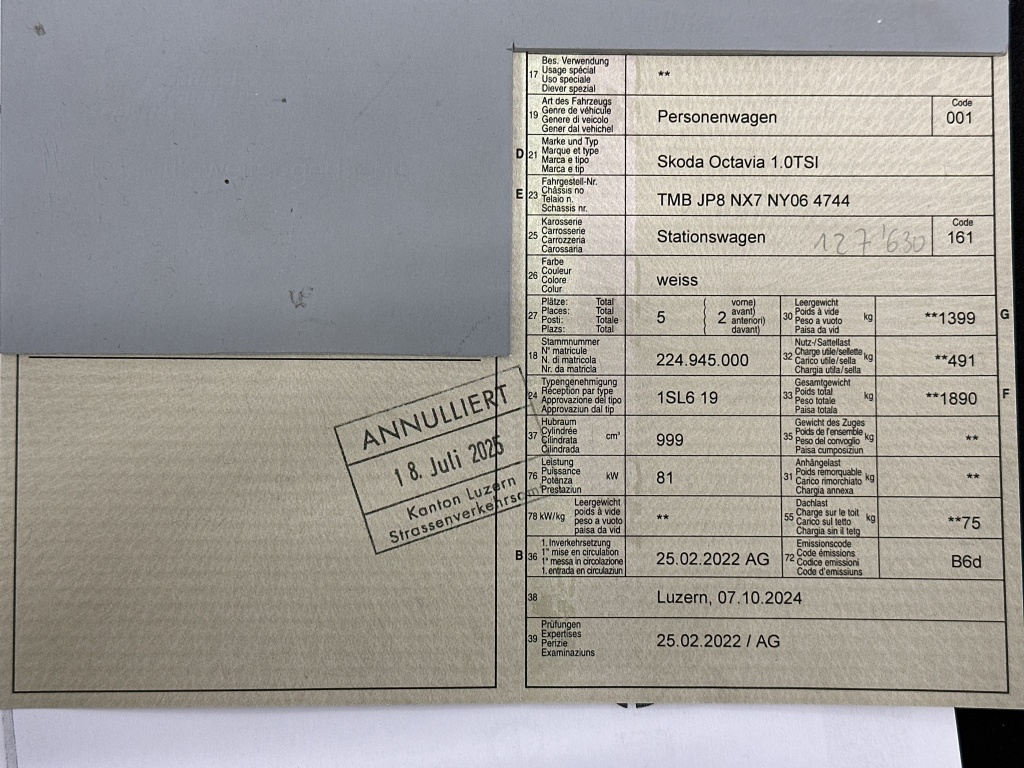 17 Bes. Verwendung
Usage spécial
Uso speciale
Diever spezial
**
19 Art des Fahrzeugs
Genre de véhicule
Genere di veicolo
Gener dal vehichel
Personenwagen
Code
001
D 21 Marke und Typ
Marque et type
Marca e tipo
Marca e tip
Skoda Octavia 1.0TSI
E 23 Fahrgestell-Nr.
Châssis no
Telaio n.
Schassis nr.
TMB JP8 NX7 NY06 4744
25 Karosserie
Carrosserie
Carrozzeria
Carossaria
Stationswagen
127'630
Code
161
26 Farbe
Couleur
Colore
Colur
weiss
27 Plätze: Total
Places: Total
Posti: Totale
Plazs: Total
5 ( 2 vorne)
avant)
anteriori)
davant)
30 Leergewicht
Poids à vide
Peso a vuoto
Paisa da vid
kg
**1399
G
18 Stammnummer
N° matricule
N. di matricola
Nr. da matricla
224.945.000
32 Nutz-/Sattellast
Charge utile/sellette
Carico utile/sella
Chargia utila/sella
kg
**491
24 Typengenehmigung
Réception par type
Approvazione del tipo
Approvaziun dal tip
1SL6 19
33 Gesamtgewicht
Poids total
Peso totale
Paisa totala
kg
**1890
F
37 Hubraum
Cylindrée
Cilindrata
Cilindrada
cm³
999
35 Gewicht des Zuges
Poids de l'ensemble
Peso del convoglio
Paisa cumposiziun
kg
**
76 Leistung
Puissance
Potenza
Prestaziun
kW
81
31 Anhängelast
Poids remorquable
Carico rimorchiato
Chargia annexa
kg
**
78 kW/kg Leergewicht
poids à vide
peso a vuoto
paisa da vid
**
55 Dachlast
Charge sur le toit
Carico sul tetto
Chargia sin il tetg
kg
**75
B 36 1. Inverkehrsetzung
1re mise en circulation
1a messa in circolazione
1. entrada en circulaziun
25.02.2022 AG
72 Emissionscode
Code émissions
Codice emissioni
Code d'emissiuns
B6d
38
Luzern, 07.10.2024
39 Prüfungen
Expertises
Perizie
Examinaziuns
25.02.2022 / AG
ANNULLIERT
18. Juli 2025
Kanton Luzern
Strassenverkehrsamt